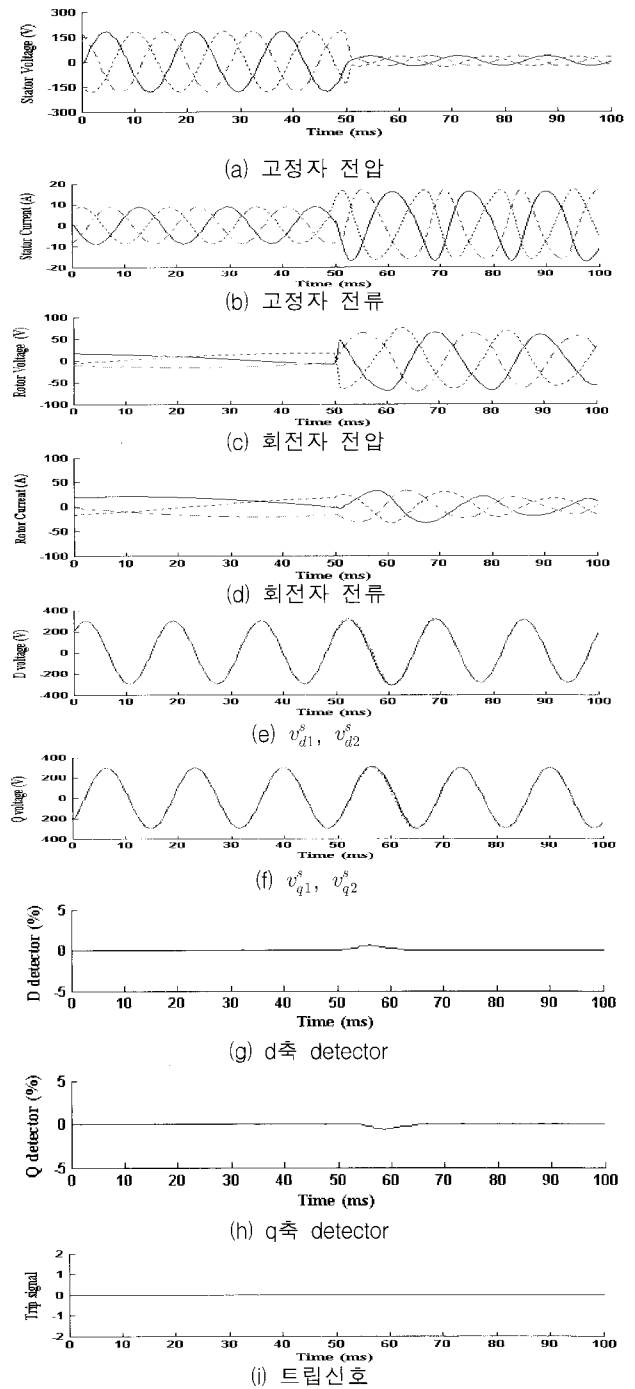 Stator Voltage (V)
300
150
0
-150
-300
0 10 20 30 40 50 60 70 80 90 100
Time (ms)
(a) 고정자 전압
Stator Current (A)
20
10
0
-10
-20
0 10 20 30 40 50 60 70 80 90 100
Time (ms)
(b) 고정자 전류
Rotor Voltage (V)
100
50
0
-50
-100
0 10 20 30 40 50 60 70 80 90 100
Time (ms)
(c) 회전자 전압
Rotor Current (A)
100
50
0
-50
-100
0 10 20 30 40 50 60 70 80 90 100
Time (ms)
(d) 회전자 전류
D voltage (V)
400
200
0
-200
-400
0 10 20 30 40 50 60 70 80 90 100
Time (ms)
(e) v^s_{d1}, v^s_{d2}
Q voltage (V)
400
200
0
-200
400
0 10 20 30 40 50 60 70 80 90 100
Time (ms)
(f) v^s_{q1}, v^s_{q2}
D detector (%)
5
0
-5
0 10 20 30 40 50 60 70 80 90 100
Time (ms)
(g) d축 detector
Q detector (%)
5
0
-5
0 10 20 30 40 50 60 70 80 90 100
Time (ms)
(h) q축 detector
Trip signal
2
1
0
-1
-2
0 10 20 30 40 50 60 70 80 90 100
Time (ms)
(i) 트립신호